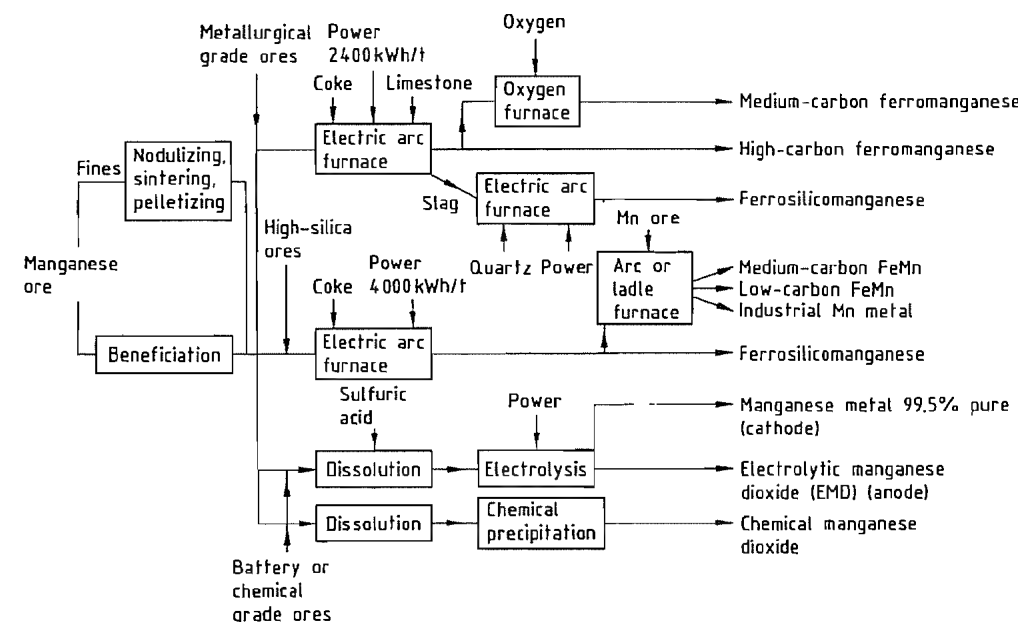 Oxygen
Metallurgical
grade ores
Power
2400kWh/t
Coke
Limestone
Oxygen
furnace
Medium-carbon ferromanganese
Electric arc
furnace
High-carbon ferromanganese
Fines
Nodulizing,
sintering,
pelletizing
Slag
Electric arc
furnace
Ferrosilicomanganese
Mn ore
High-silica
ores
Quartz
Power
Manganese
ore
Power
4000kWh/t
Coke
Arc or
ladle
furnace
Medium-carbon FeMn
Low-carbon FeMn
Industrial Mn metal
Beneficiation
Electric arc
furnace
Ferrosilicomanganese
Sulfuric
acid
Power
Manganese metal 99.5% pure
(cathode)
Dissolution
Electrolysis
Electrolytic manganese
dioxide (EMD) (anode)
Dissolution
Chemical
precipitation
Chemical manganese
dioxide
Battery or
chemical
grade ores